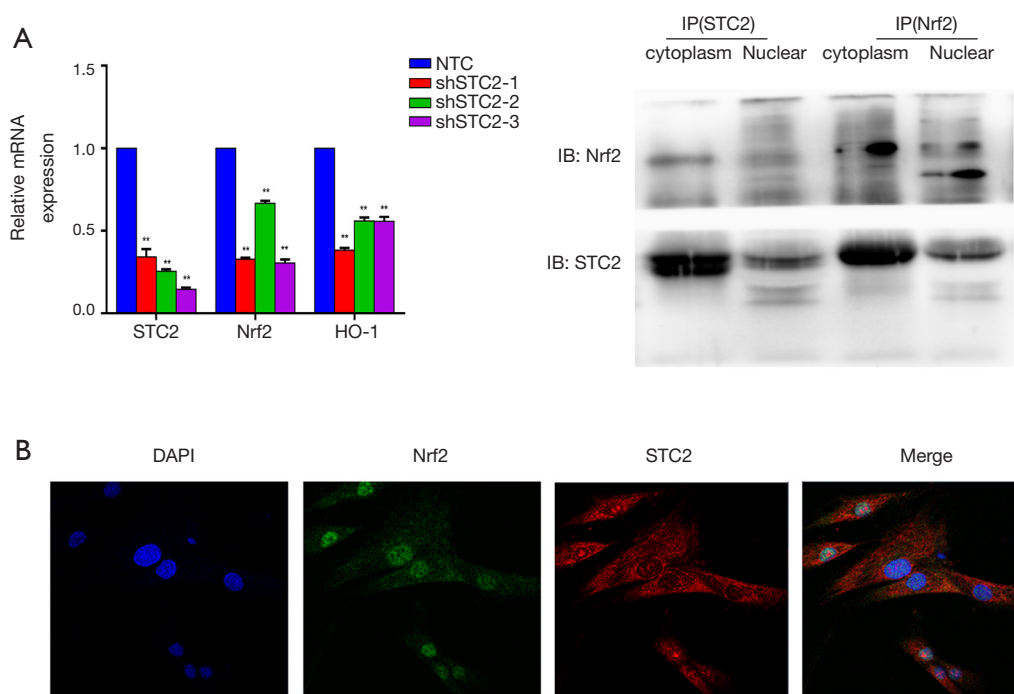 A
1.5
1.0
0.5
0.0
Relative mRNA
expression
NTC
shSTC2-1
shSTC2-2
shSTC2-3
** ** **
** ** **
** ** **
STC2 Nrf2 HO-1
IP(STC2) IP(Nrf2)
cytoplasm Nuclear cytoplasm Nuclear
IB: Nrf2
IB: STC2
B
DAPI Nrf2 STC2 Merge